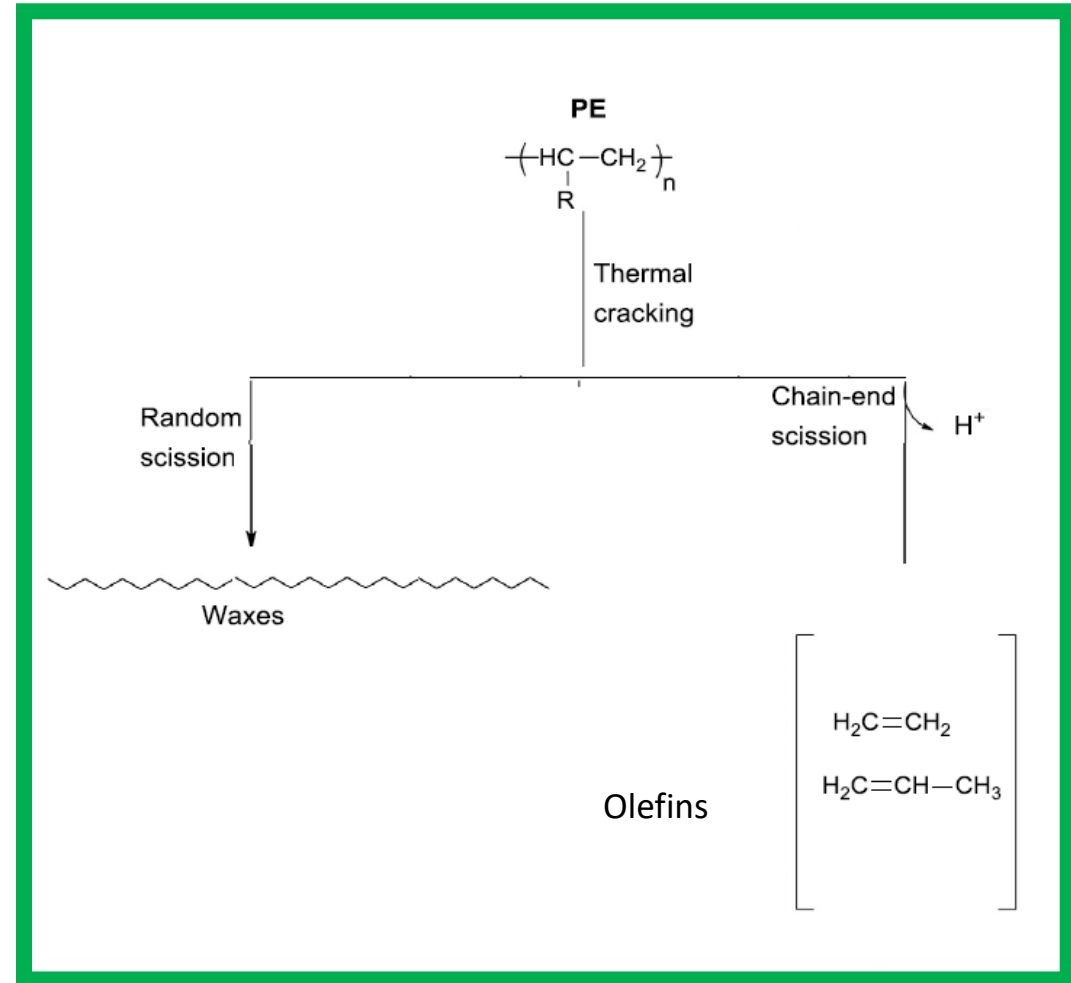 PE
HC—CH₂
n
R
Thermal
cracking
Random
scission
Chain-end
scission
H⁺
Waxes
H₂C=CH₂
H₂C=CH—CH₃
Olefins